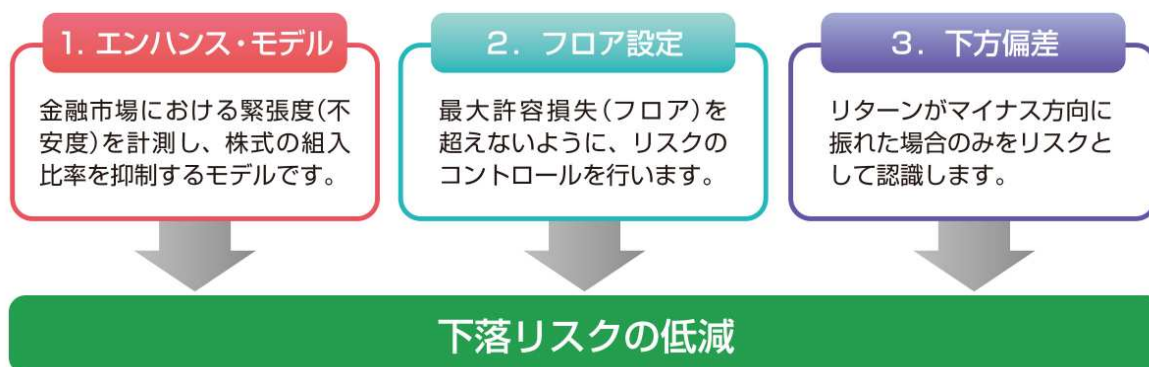 1. エンハンス・モデル
金融市場における緊張度(不
安度)を計測し、株式の組入
比率を抑制するモデルです。
2. フロア設定
最大許容損失(フロア)を
超えないように、リスクの
コントロールを行います。
3. 下方偏差
リターンがマイナス方向に
振れた場合のみをリスクと
して認識します。
下落リスクの低減